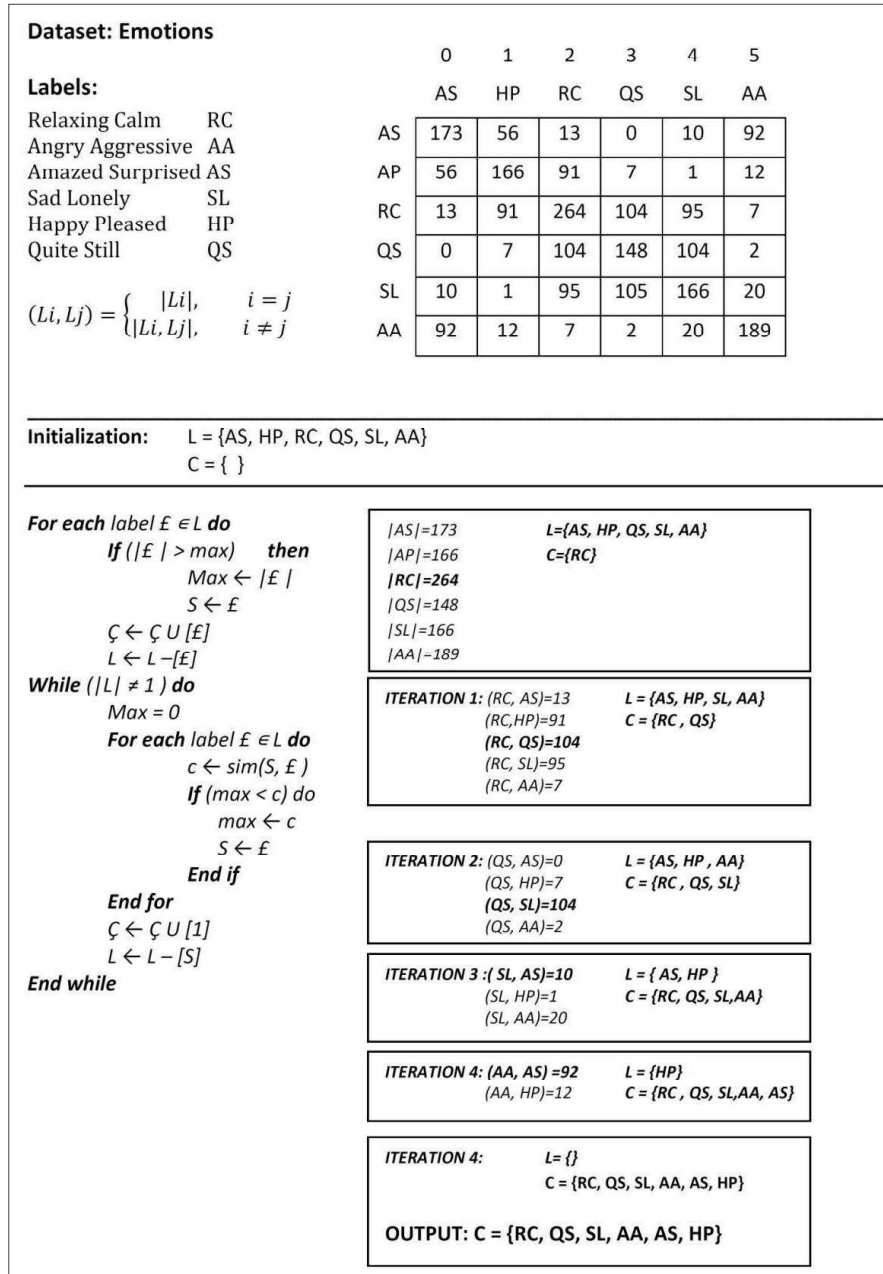 Dataset: Emotions
Labels:
Relaxing Calm RC
Angry Aggressive AA
Amazed Surprised AS
Sad Lonely SL
Happy Pleased HP
Quite Still QS
(Li, Lj) = { |Li|, i = j
|Li, Lj|, i ≠ j
0 1 2 3 4 5
AS HP RC QS SL AA
AS 173 56 13 0 10 92
AP 56 166 91 7 1 12
RC 13 91 264 104 95 7
QS 0 7 104 148 104 2
SL 10 1 95 105 166 20
AA 92 12 7 2 20 189
Initialization: L = {AS, HP, RC, QS, SL, AA}
C = { }
For each label £ ∊ L do
If (|£ | > max) then
Max ← |£ |
S ← £
Ç ← Ç U [£]
L ← L –[£]
While (|L| ≠ 1 ) do
Max = 0
For each label £ ∊ L do
c ← sim(S, £ )
If (max < c) do
max ← c
S ← £
End if
End for
Ç ← Ç U [1]
L ← L – [S]
End while
|AS|=173 L={AS, HP, QS, SL, AA}
|AP|=166 C={RC}
|RC|=264
|QS|=148
|SL|=166
|AA|=189
ITERATION 1: (RC, AS)=13 L = {AS, HP, SL, AA}
(RC,HP)=91 C = {RC , QS}
(RC, QS)=104
(RC, SL)=95
(RC, AA)=7
ITERATION 2: (QS, AS)=0 L = {AS, HP , AA}
(QS, HP)=7 C = {RC , QS, SL}
(QS, SL)=104
(QS, AA)=2
ITERATION 3 :( SL, AS)=10 L = { AS, HP }
(SL, HP)=1 C = {RC, QS, SL,AA}
(SL, AA)=20
ITERATION 4: (AA, AS) =92 L = {HP}
(AA, HP)=12 C = {RC , QS, SL,AA, AS}
ITERATION 4: L= {}
C = {RC, QS, SL, AA, AS, HP}
OUTPUT: C = {RC, QS, SL, AA, AS, HP}